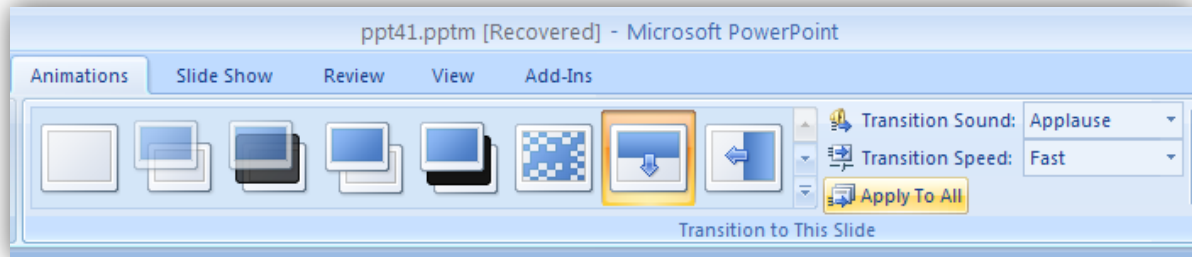 ppt41.pptm [Recovered] - Microsoft PowerPoint
Animations Slide Show Review View Add-Ins
Transition Sound: Applause
Transition Speed: Fast
Apply To All
Transition to This Slide